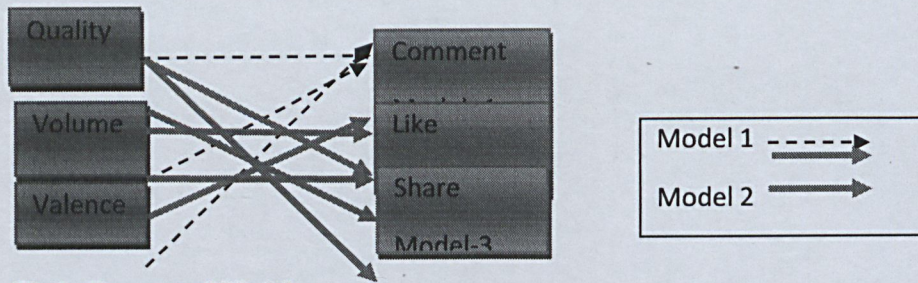 Quality
Volume
Valence
Comment
Like
Share
Model-3
Model 1
Model 2